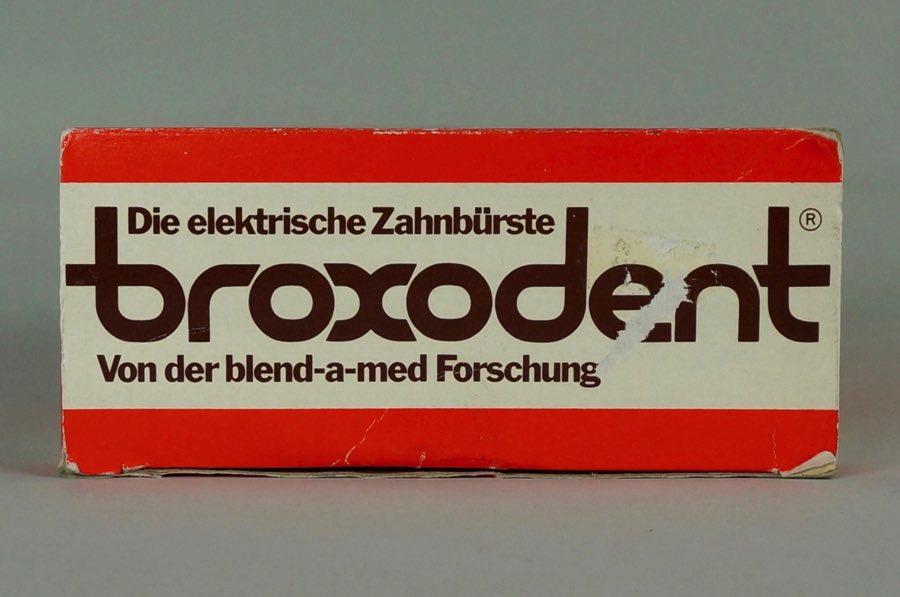 Die elektrische Zahnbürste
broxodent®
Von der blend-a-med Forschung